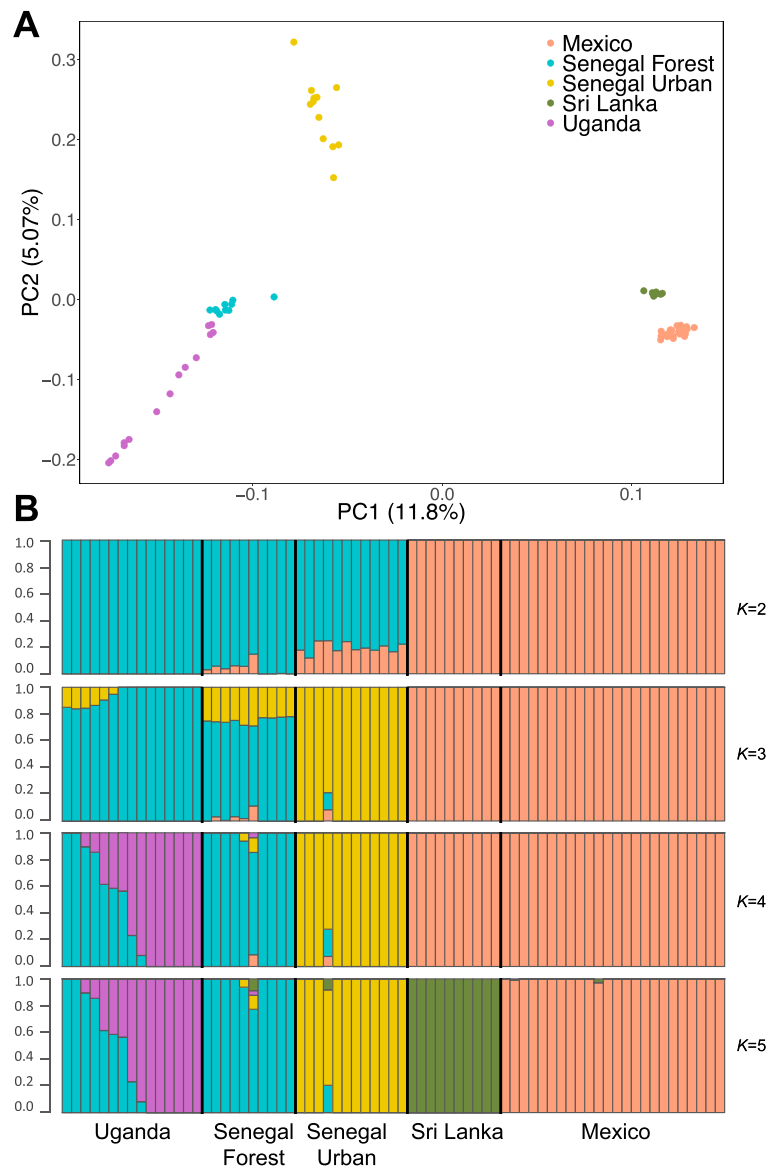 A
Mexico
Senegal Forest
Senegal Urban
Sri Lanka
Uganda
PC2 (5.07%)
0.3
0.2
0.1
0.0
−0.1
−0.2
−0.1 0.0 0.1
PC1 (11.8%)
B
1.0
0.8
0.6
0.4
0.2
0.0
K=2
1.0
0.8
0.6
0.4
0.2
0.0
K=3
1.0
0.8
0.6
0.4
0.2
0.0
K=4
1.0
0.8
0.6
0.4
0.2
0.0
K=5
Uganda Senegal Senegal Sri Lanka Mexico
Forest Urban